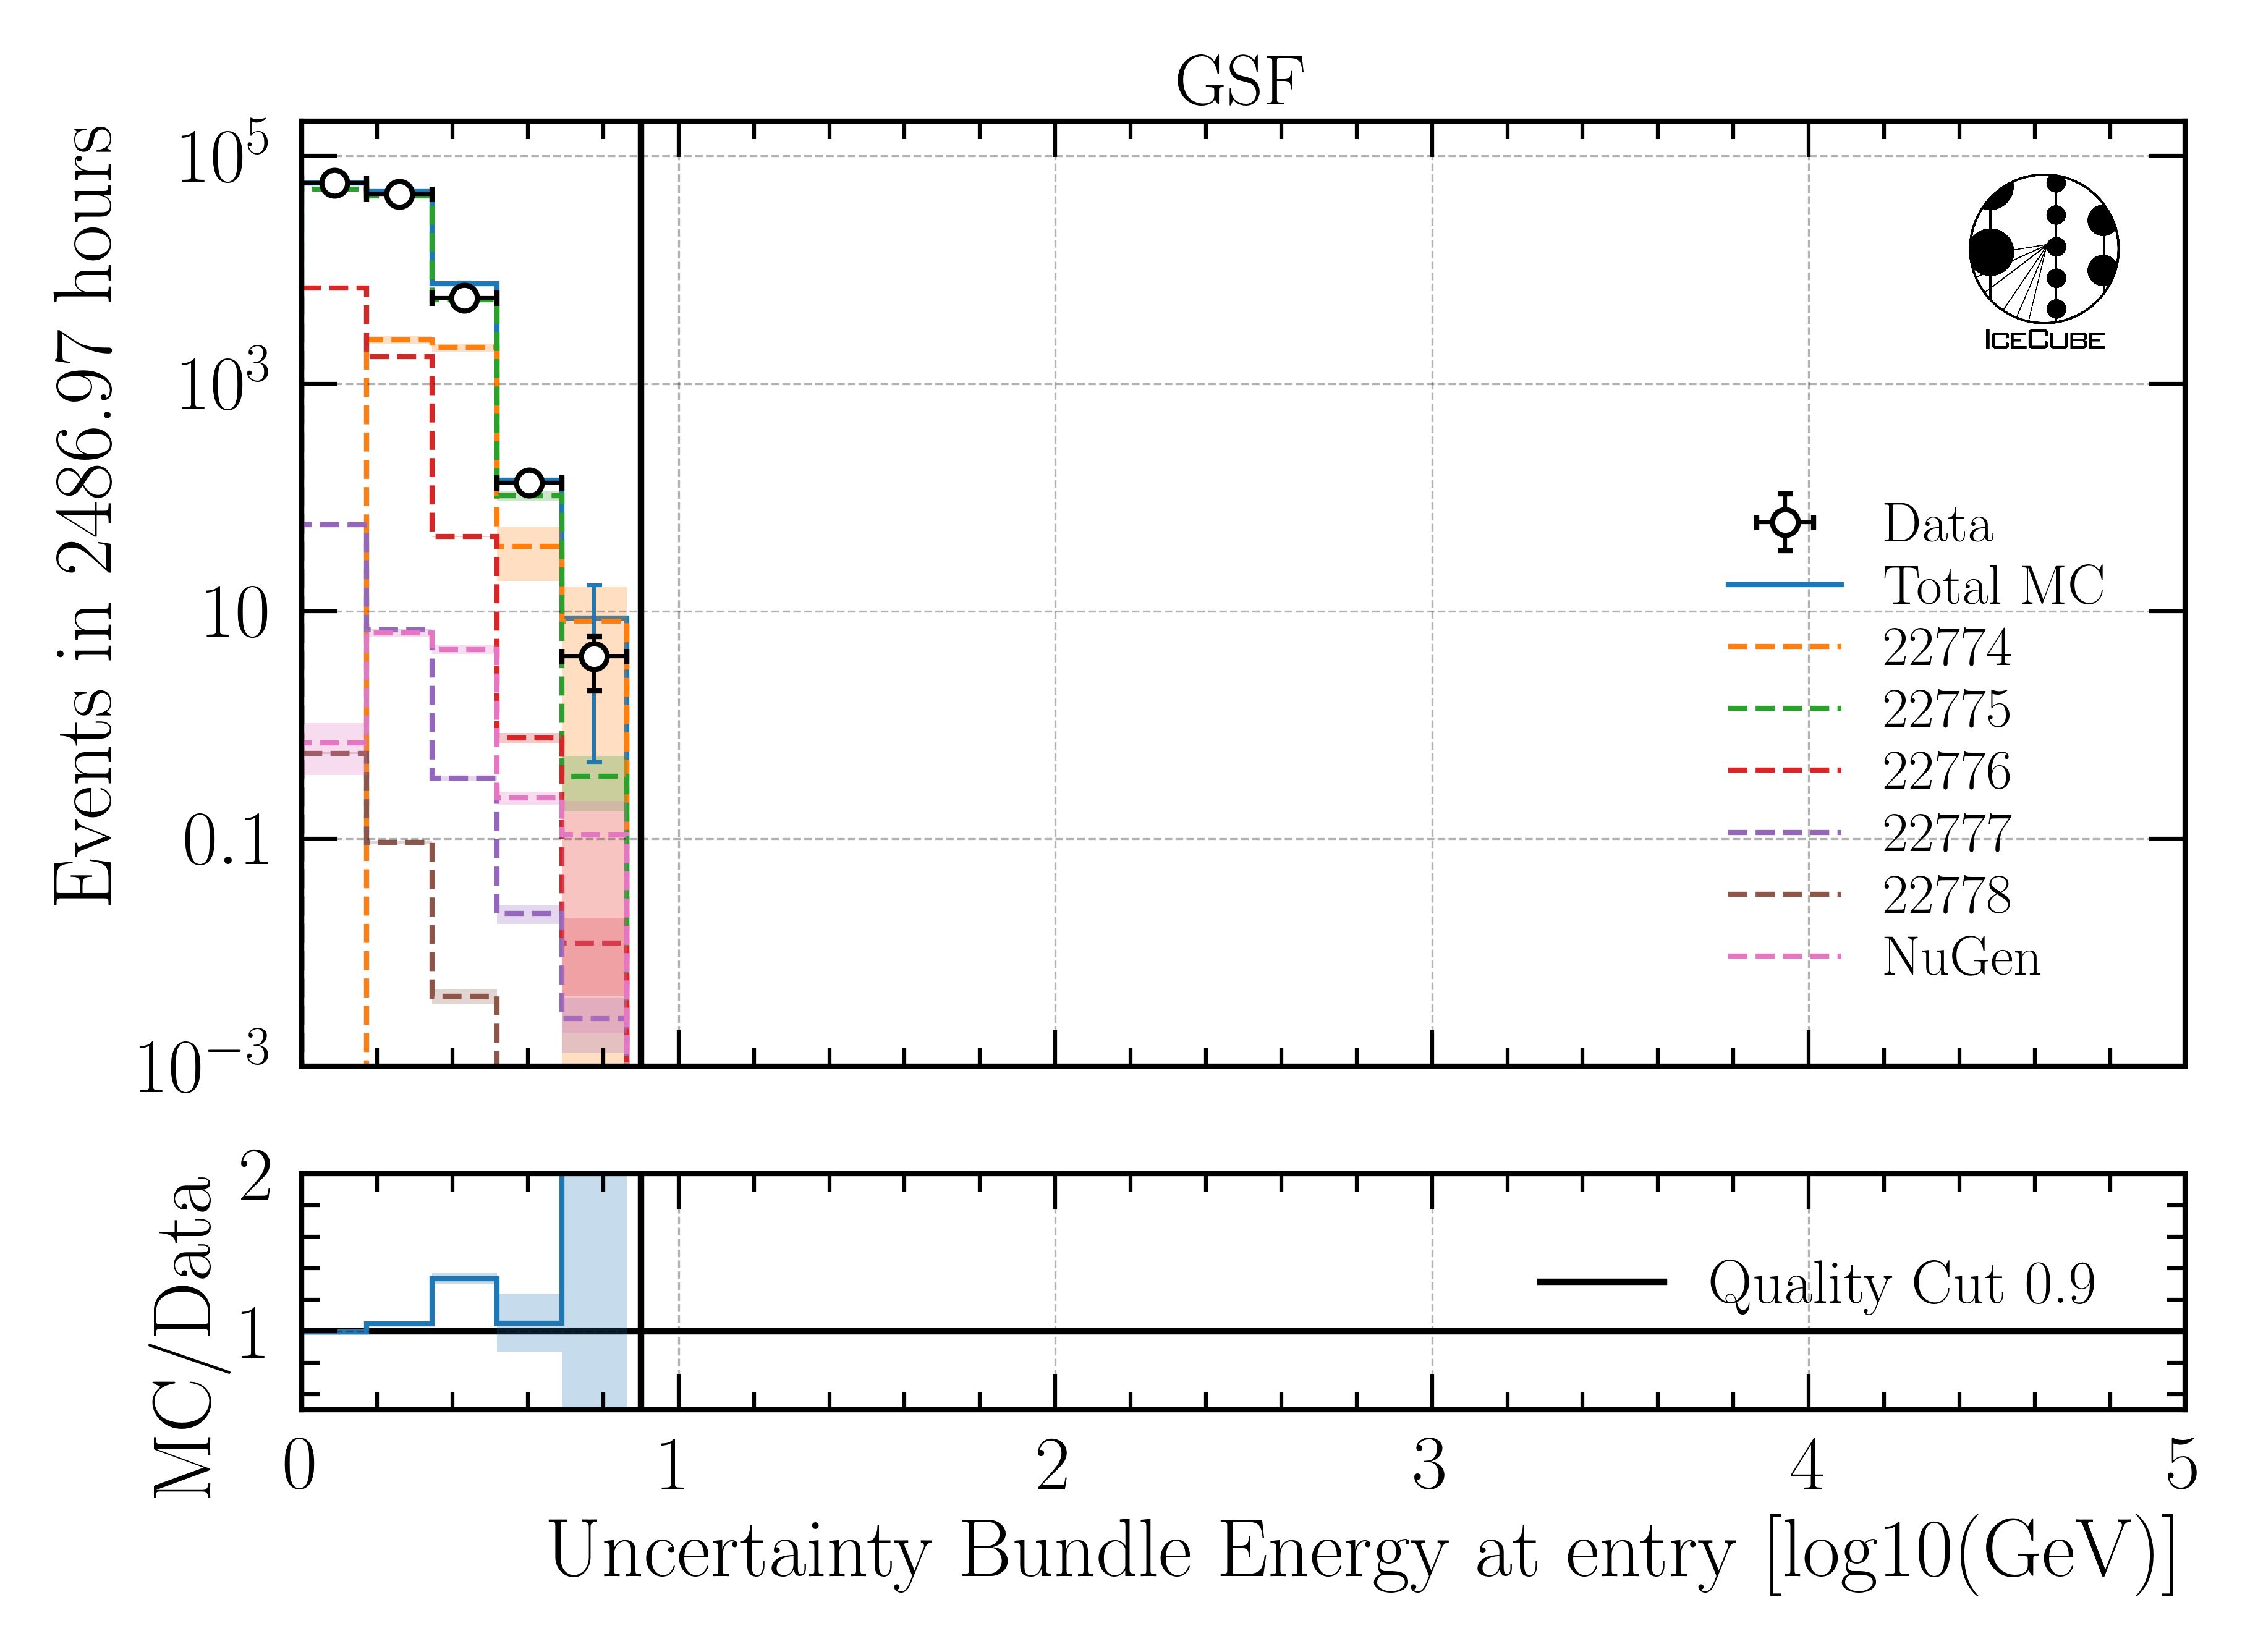 GSF
Events in 2486.97 hours
10^5
10^3
10
0.1
10^−3
ICECUBE
Data
Total MC
22774
22775
22776
22777
22778
NuGen
MC/Data
2
1
Quality Cut 0.9
0 1 2 3 4 5
Uncertainty Bundle Energy at entry [log10(GeV)]